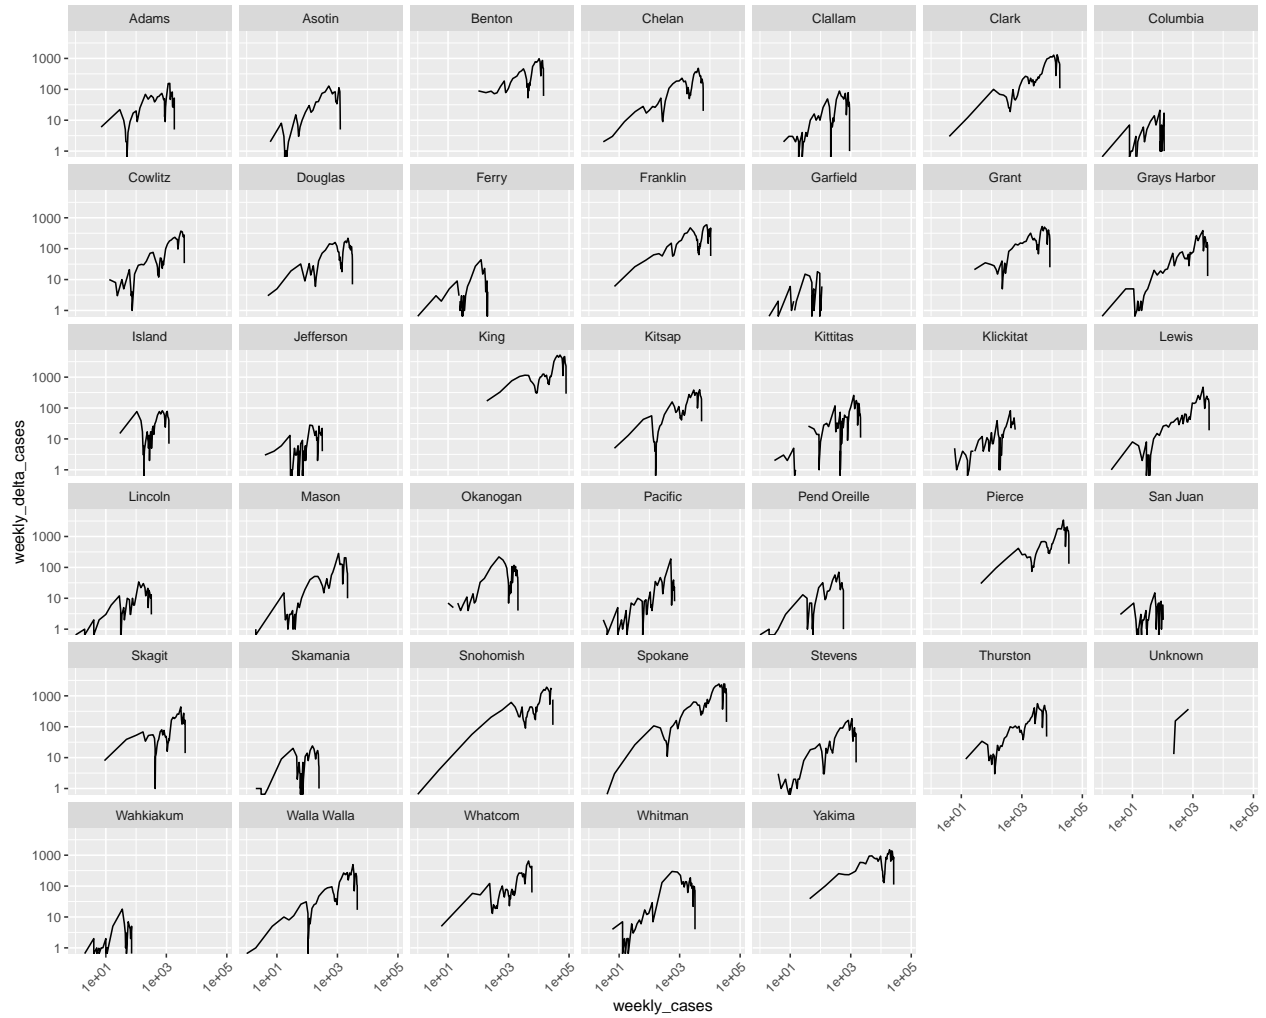 Adams Asotin Benton Chelan Clallam Clark Columbia
1000
100
10
1
Cowlitz Douglas Ferry Franklin Garfield Grant Grays Harbor
1000
100
10
1
Island Jefferson King Kitsap Kittitas Klickitat Lewis
1000
100
10
1
weekly_delta_cases
Lincoln Mason Okanogan Pacific Pend Oreille Pierce San Juan
1000
100
10
1
Skagit Skamania Snohomish Spokane Stevens Thurston Unknown
1000
100
10
1
1e+01 1e+03 1e+05 1e+01 1e+03 1e+05
Wahkiakum Walla Walla Whatcom Whitman Yakima
1000
100
10
1
1e+01 1e+03 1e+05 1e+01 1e+03 1e+05 1e+01 1e+03 1e+05 1e+01 1e+03 1e+05 1e+01 1e+03 1e+05
weekly_cases